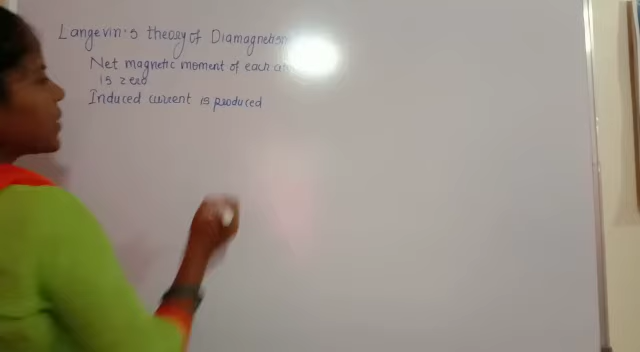 Langevin's theory of Diamagnetism
Net magnetic moment of each
is zero
Induced current is produced